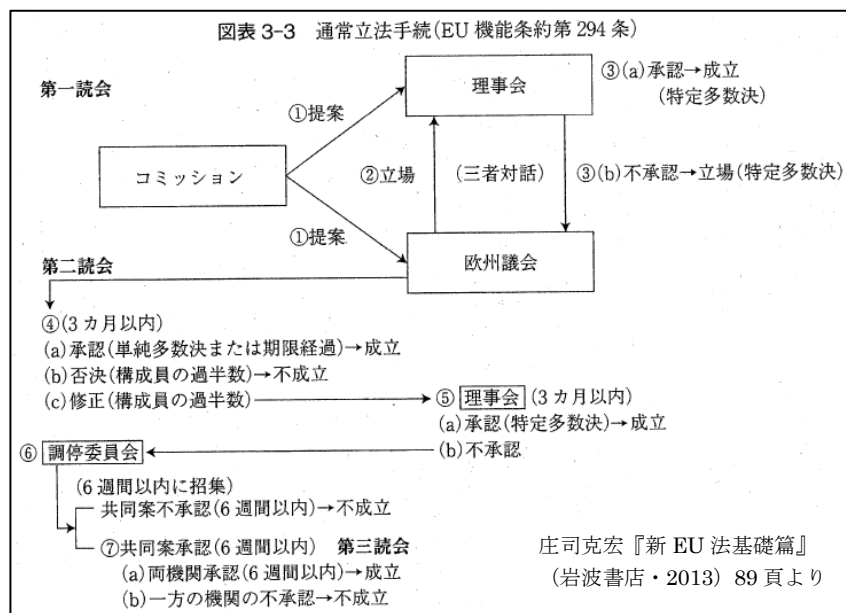 図表 3-3 通常立法手続(EU 機能条約第 294 条)
第一読会
理事会
③(a)承認→成立
(特定多数決)
①提案
コミッション
②立場
(三者対話)
③(b)不承認→立場(特定多数決)
①提案
第二読会
欧州議会
④(3 カ月以内)
(a)承認(単純多数決または期限経過)→成立
(b)否決(構成員の過半数)→不成立
(c)修正(構成員の過半数)
⑤ 理事会 (3 カ月以内)
(a)承認(特定多数決)→成立
(b)不承認
⑥ 調停委員会
(6 週間以内に招集)
共同案不承認(6 週間以内)→不成立
⑦共同案承認(6 週間以内) 第三読会
(a)両機関承認(6 週間以内)→成立
(b)一方の機関の不承認→不成立
庄司克宏『新 EU 法基礎篇』
(岩波書店・2013) 89 頁より